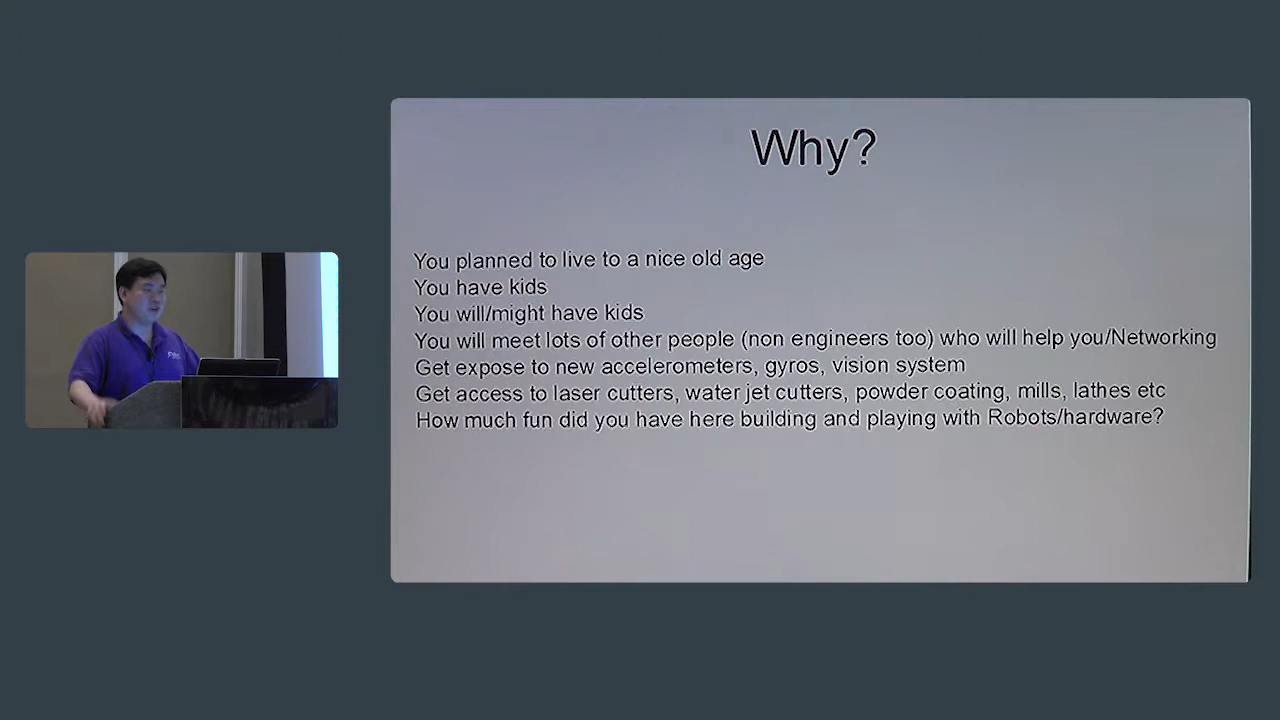 Why?
You planned to live to a nice old age
You have kids
You will/might have kids
You will meet lots of other people (non engineers too) who will help you/Networking
Get expose to new accelerometers, gyros, vision system
Get access to laser cutters, water jet cutters, powder coating, mills, lathes etc
How much fun did you have here building and playing with Robots/hardware?